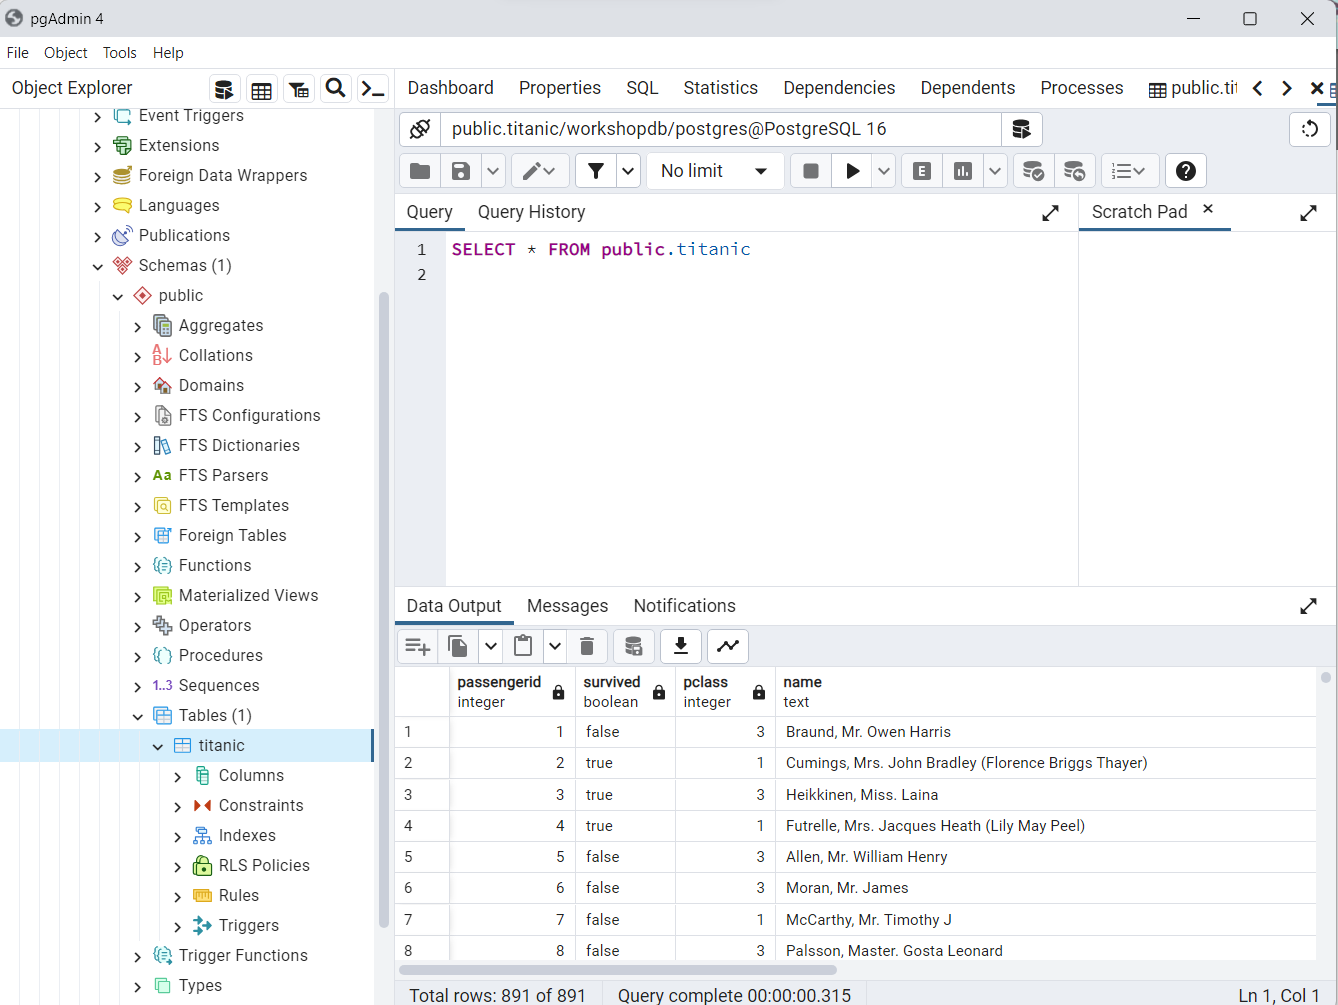 pgAdmin 4
File Object Tools Help
Object Explorer
Dashboard Properties SQL Statistics Dependencies Dependents Processes public.tit
Event Triggers
Extensions
Foreign Data Wrappers
Languages
Publications
Schemas (1)
public
Aggregates
Collations
Domains
FTS Configurations
FTS Dictionaries
Aa FTS Parsers
FTS Templates
Foreign Tables
Functions
Materialized Views
Operators
Procedures
1..3 Sequences
Tables (1)
titanic
Columns
Constraints
Indexes
RLS Policies
Rules
Triggers
Trigger Functions
Types
public.titanic/workshopdb/postgres@PostgreSQL 16
No limit
E
Query Query History
Scratch Pad
1 SELECT * FROM public.titanic
2
Data Output Messages Notifications
passengerid survived pclass name
integer boolean integer text
1 1 false 3 Braund, Mr. Owen Harris
2 2 true 1 Cumings, Mrs. John Bradley (Florence Briggs Thayer)
3 3 true 3 Heikkinen, Miss. Laina
4 4 true 1 Futrelle, Mrs. Jacques Heath (Lily May Peel)
5 5 false 3 Allen, Mr. William Henry
6 6 false 3 Moran, Mr. James
7 7 false 1 McCarthy, Mr. Timothy J
8 8 false 3 Palsson, Master. Gosta Leonard
Total rows: 891 of 891 Query complete 00:00:00.315 Ln 1, Col 1